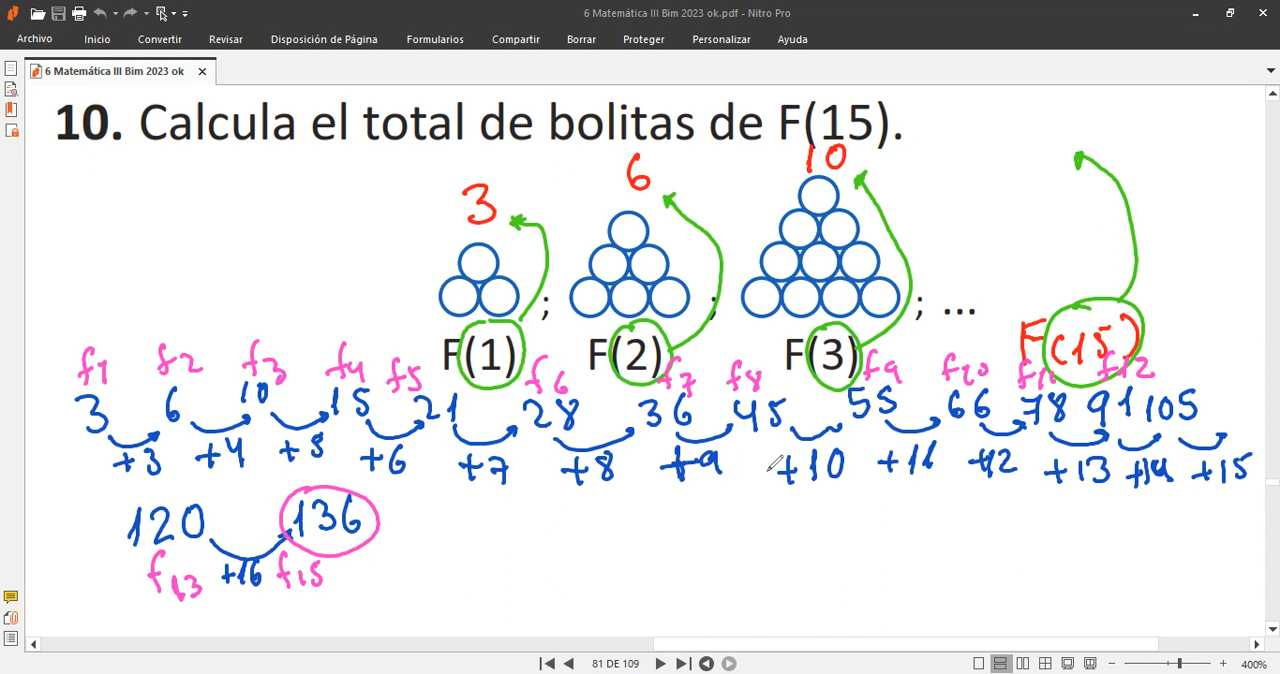 6 Matemática III Bim 2023 ok.pdf - Nitro Pro
Archivo Inicio Convertir Revisar Disposición de Página Formularios Compartir Borrar Proteger Personalizar Ayuda
6 Matemática III Bim 2023 ok
10. Calcula el total de bolitas de F(15).
3 6 10
; ; ; ...
F(1) F(2) F(3) F(15)
f1 f2 f3 f4 f5 f6 f7 f8 f9 f10 f11 f12
3 6 10 15 21 28 36 45 55 66 78 91 105
+3 +4 +5 +6 +7 +8 +9 +10 +11 +12 +13 +14 +15
120 136
f13 +16 f15
81 DE 109
400%